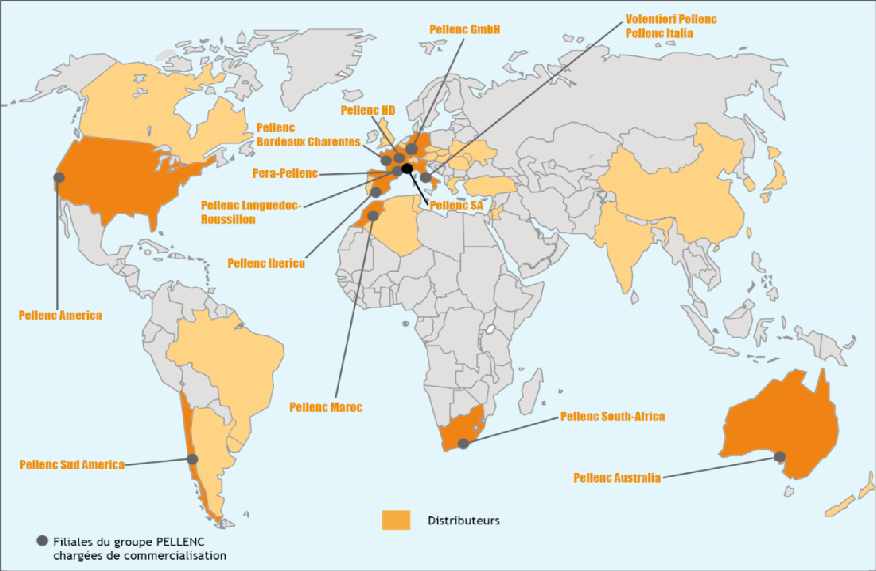 Pellenc GmbH
Volentieri Pellenc
Pellenc Italia
Pellenc HD
Pellenc
Bordeaux Charentes
Pera-Pellenc
Pellenc Languedoc-
Roussillon
Pellenc SA
Pellenc Iberica
Pellenc America
Pellenc Maroc
Pellenc South-Africa
Pellenc Sud America
Pellenc Australia
Distributeurs
Filiales du groupe PELLENC
chargées de commercialisation